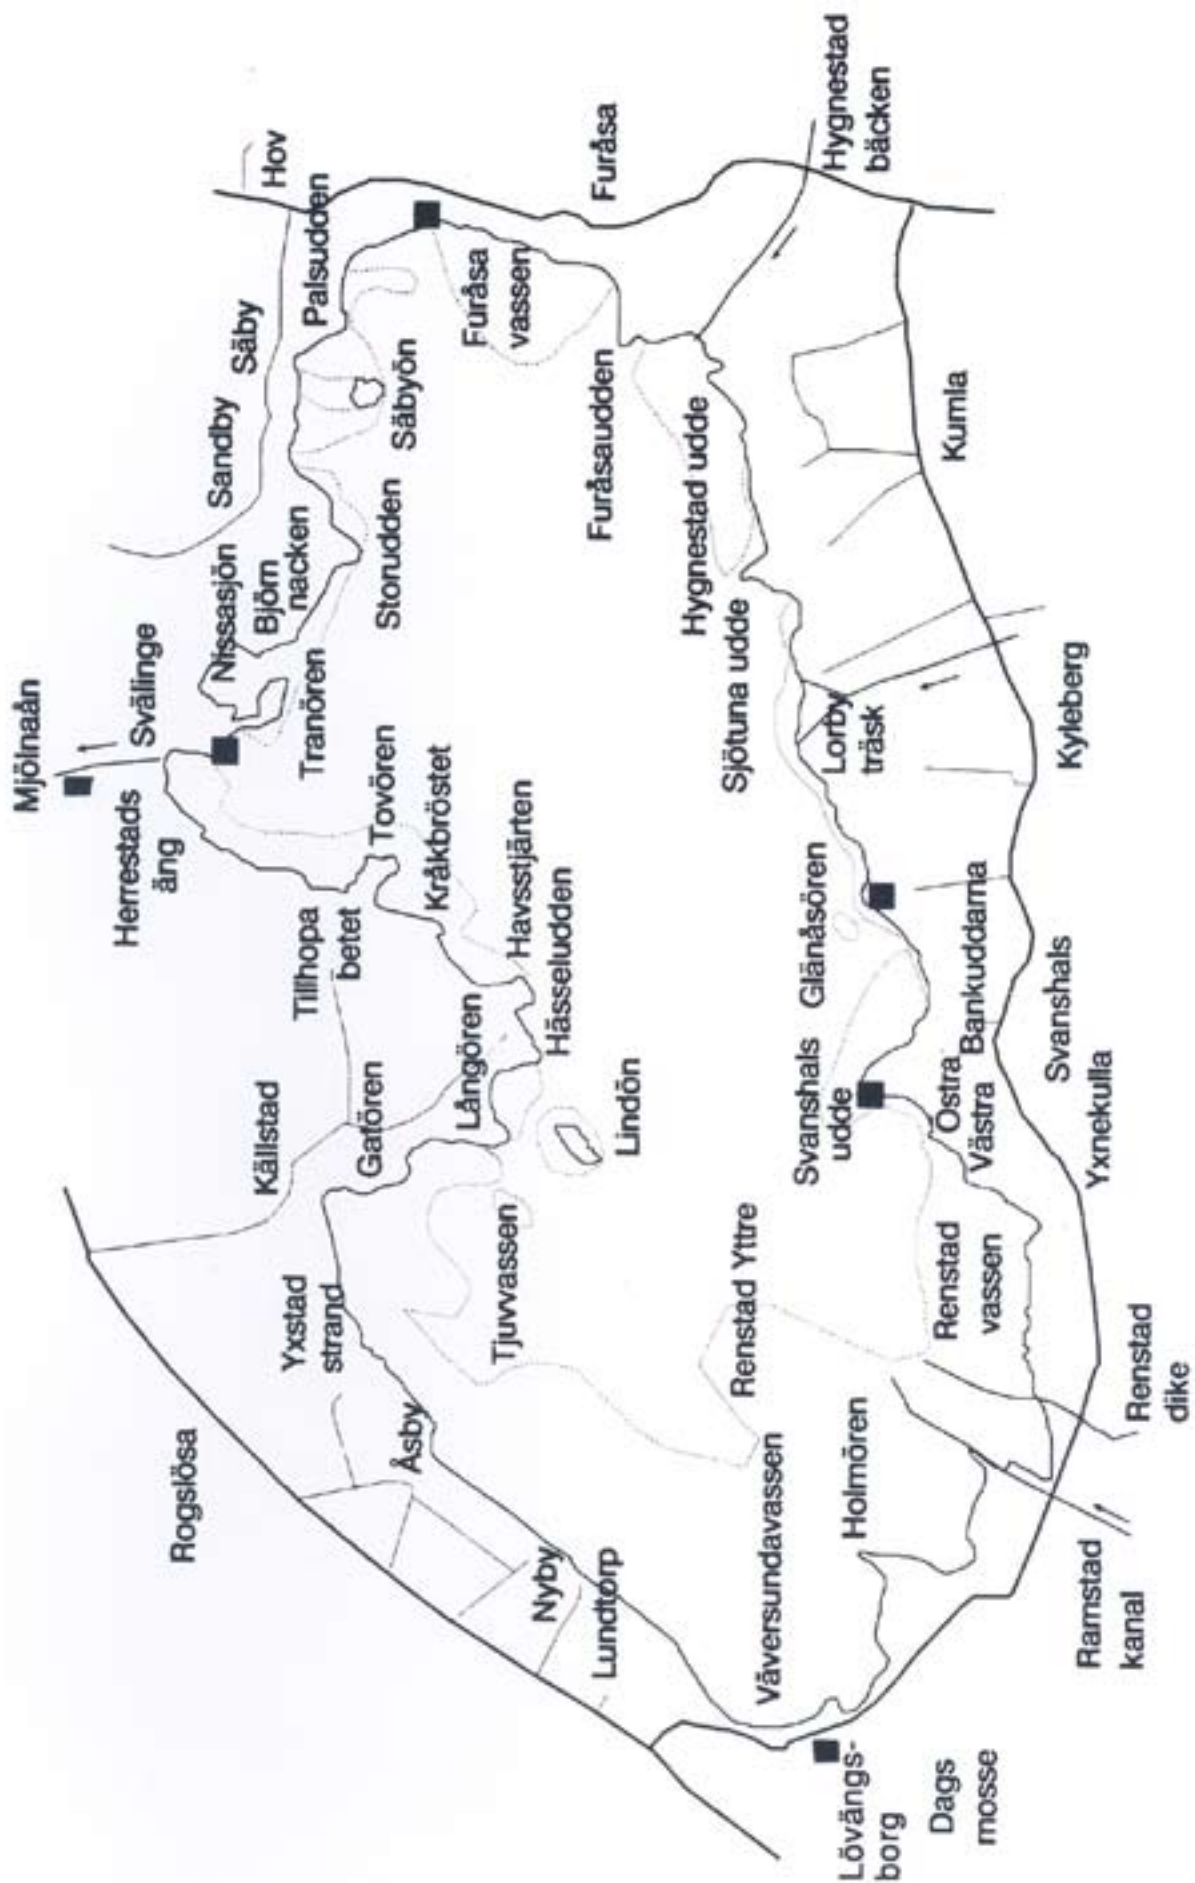 Mjölnaån
Svälinge
Herrestads
äng
Nissasjön
Björn
nacken
Sandby
Säby
Hov
Palsudden
Tranören
Storudden
Säbyön
Furåsa
vassen
Furåsa
Tovören
Kråkbröstet
Tillhopa
betet
Havsstjärten
Hässeludden
Långören
Gatören
Källstad
Lindön
Yxstad
strand
Tjuvvassen
Rogslösa
Åsby
Nyby
Lundtorp
Furåsaudden
Hygnestad udde
Hygnestad
bäcken
Sjötuna udde
Lorby
träsk
Kumla
Kyleberg
Glänåsören
Svanshals
udde
Bankuddarna
Ostra
Västra
Svanshals
Yxnekulla
Renstad Yttre
Renstad
vassen
Renstad
dike
Väversundavassen
Holmören
Ramstad
kanal
Lövängs-
borg
Dags
mosse